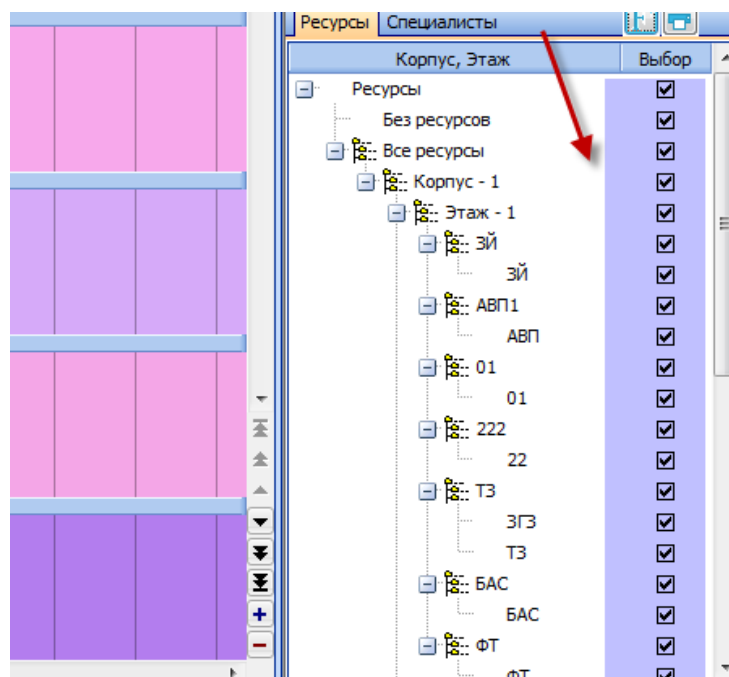 Ресурсы Специалисты
Корпус, Этаж Выбор
Ресурсы
Без ресурсов
Все ресурсы
Корпус - 1
Этаж - 1
ЗЙ
ЗЙ
АВП1
АВП
01
01
222
22
ТЗ
ЗГЗ
ТЗ
БАС
БАС
ФТ
ФТ